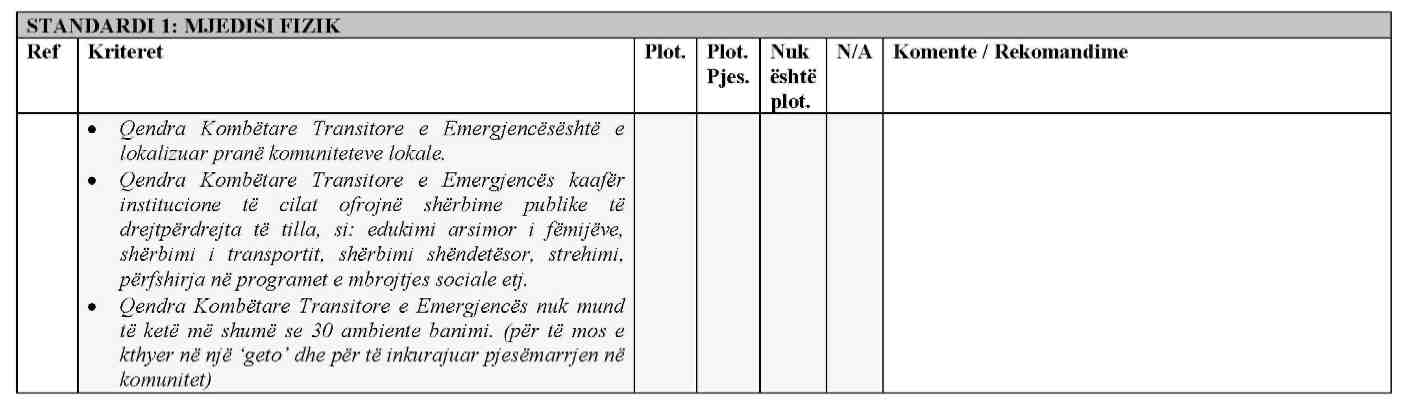 STANDARDI 1: MJEDISI FIZIK
Ref Kriteret Plot. Plot. Pjes. Nuk është plot. N/A Komente / Rekomandime
• Qendra Kombëtare Transitore e Emergjencësështë e
lokalizuar pranë komuniteteve lokale.
• Qendra Kombëtare Transitore e Emergjencës kaafër
institucione të cilat ofrojnë shërbime publike të
drejtpërdrejta të tilla, si: edukimi arsimor i fëmijëve,
shërbimi i transportit, shërbimi shëndetësor, strehimi,
përfshirja në programet e mbrojtjes sociale etj.
• Qendra Kombëtare Transitore e Emergjencës nuk mund
të ketë më shumë se 30 ambiente banimi. (për të mos e
kthyer në një ‘geto’ dhe për të inkurajuar pjesëmarrjen në
komunitet)